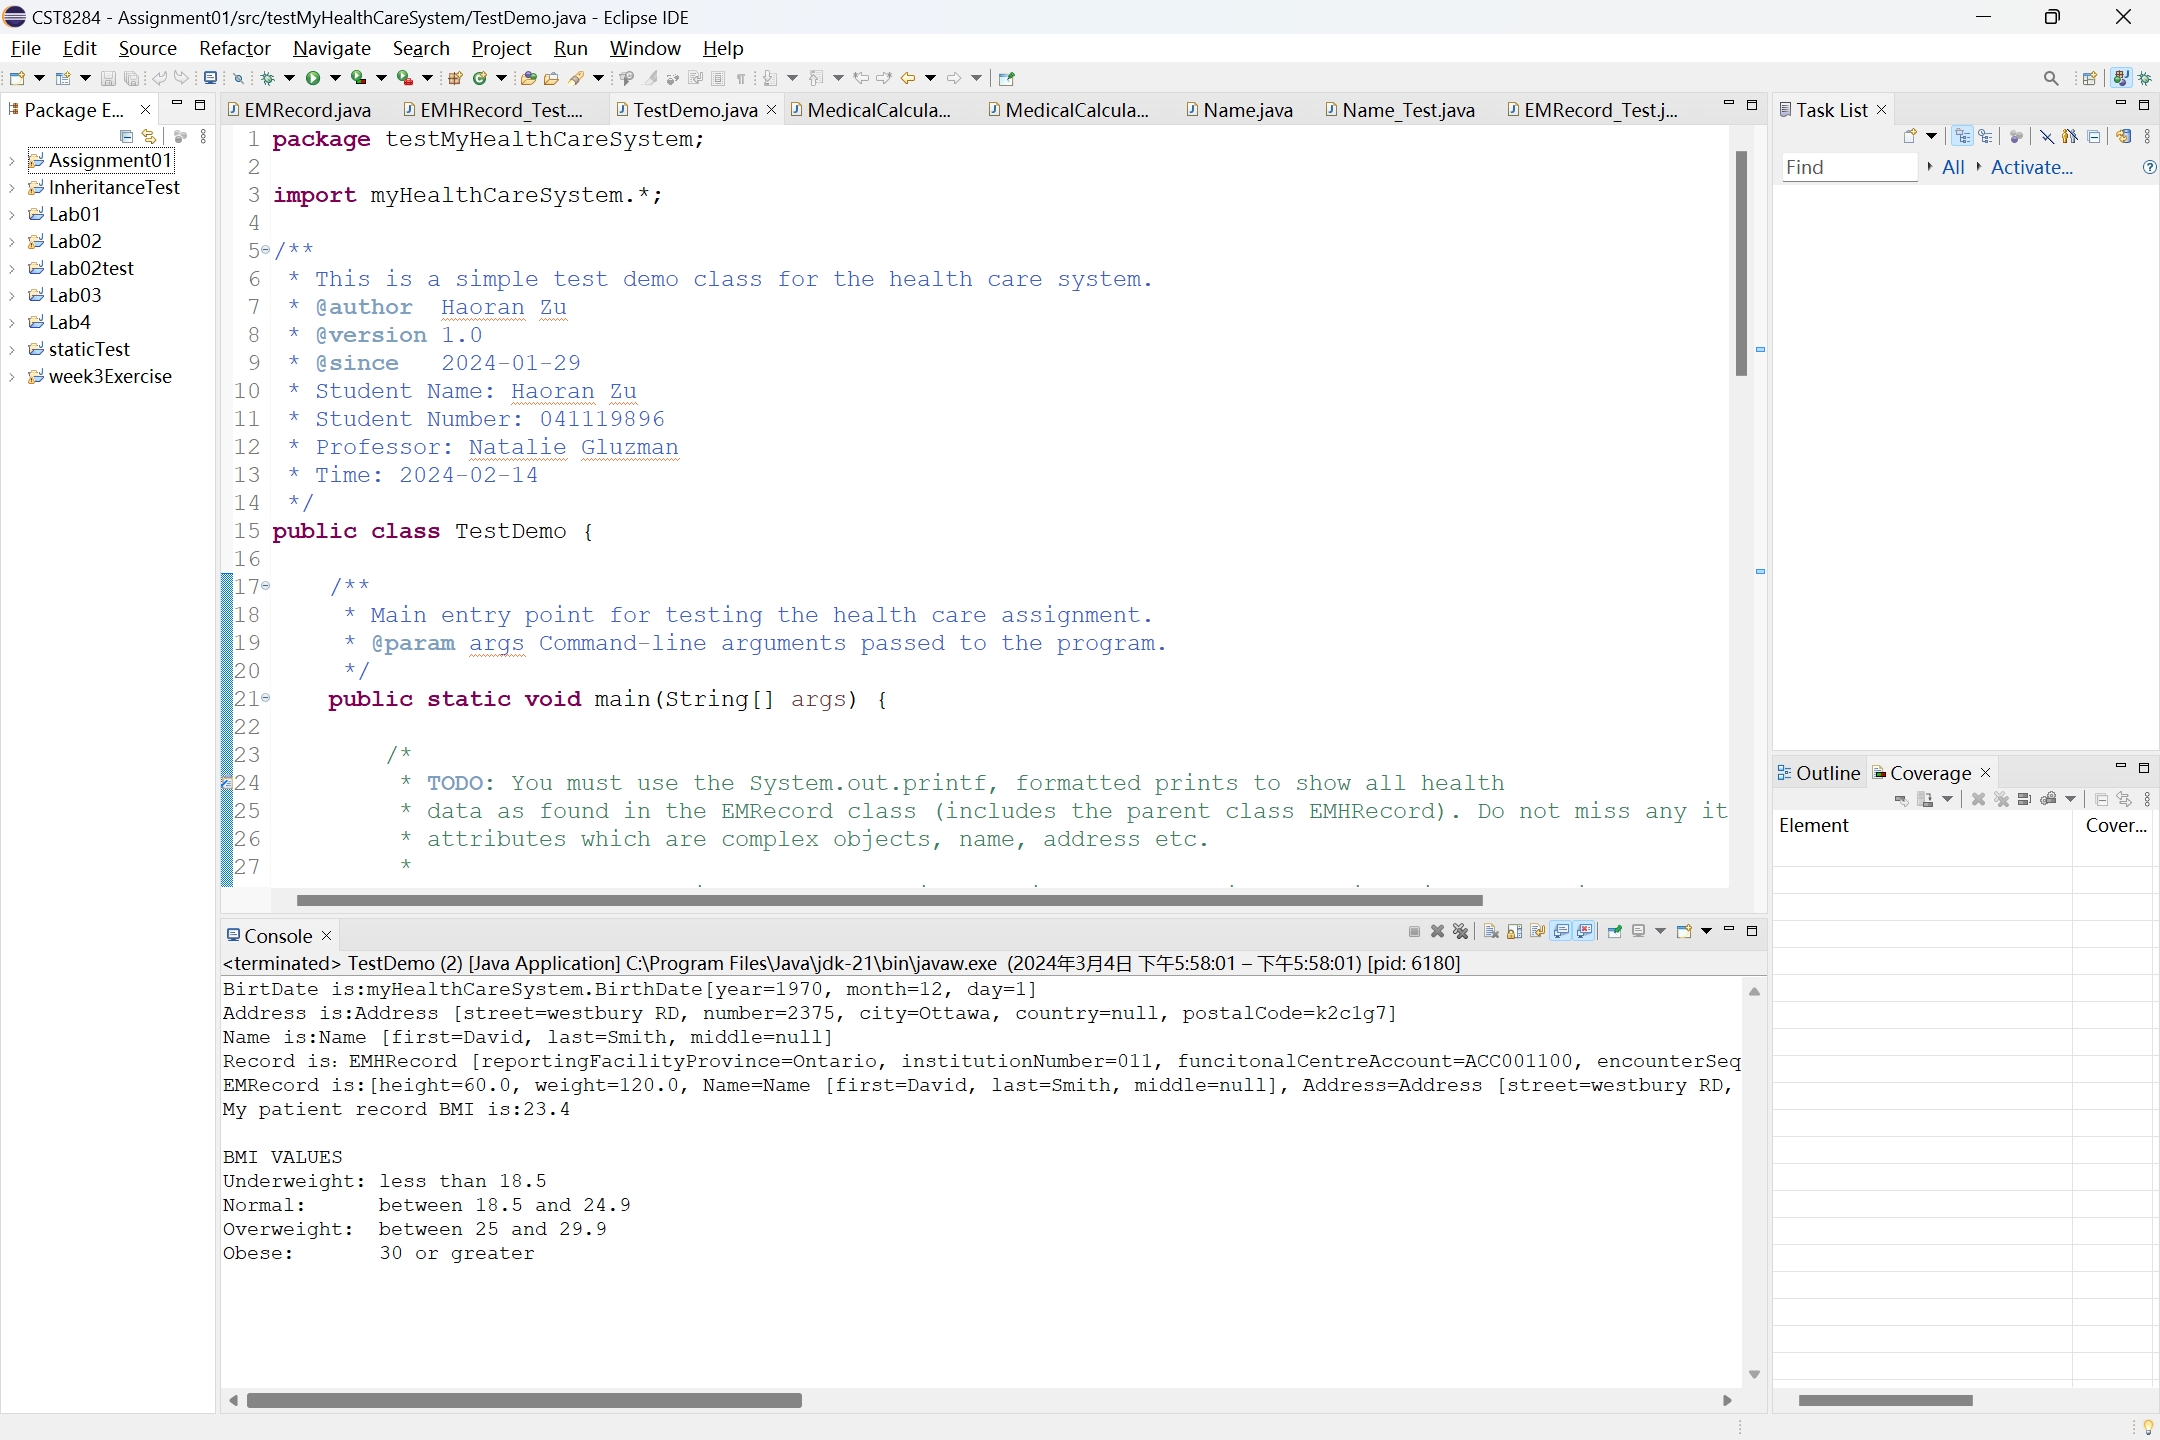 CST8284 - Assignment01/src/testMyHealthCareSystem/TestDemo.java - Eclipse IDE
File Edit Source Refactor Navigate Search Project Run Window Help
Package E...
Assignment01
InheritanceTest
Lab01
Lab02
Lab02test
Lab03
Lab4
staticTest
week3Exercise
EMRecord.java EMHRecord_Test.... TestDemo.java MedicalCalcula... MedicalCalcula... Name.java Name_Test.java EMRecord_Test.j...
1 package testMyHealthCareSystem;
2
3 import myHealthCareSystem.*;
4
5 /**
6 * This is a simple test demo class for the health care system.
7 * @author Haoran Zu
8 * @version 1.0
9 * @since 2024-01-29
10 * Student Name: Haoran Zu
11 * Student Number: 041119896
12 * Professor: Natalie Gluzman
13 * Time: 2024-02-14
14 */
15 public class TestDemo {
16
17 /**
18 * Main entry point for testing the health care assignment.
19 * @param args Command-line arguments passed to the program.
20 */
21 public static void main(String[] args) {
22
23 /*
24 * TODO: You must use the System.out.printf, formatted prints to show all health
25 * data as found in the EMRecord class (includes the parent class EMHRecord). Do not miss any it
26 * attributes which are complex objects, name, address etc.
27 *
Console
<terminated> TestDemo (2) [Java Application] C:\Program Files\Java\jdk-21\bin\javaw.exe (2024年3月4日 下午5:58:01 – 下午5:58:01) [pid: 6180]
BirtDate is:myHealthCareSystem.BirthDate[year=1970, month=12, day=1]
Address is:Address [street=westbury RD, number=2375, city=Ottawa, country=null, postalCode=k2c1g7]
Name is:Name [first=David, last=Smith, middle=null]
Record is: EMHRecord [reportingFacilityProvince=Ontario, institutionNumber=011, funcitonalCentreAccount=ACC001100, encounterSeq
EMRecord is:[height=60.0, weight=120.0, Name=Name [first=David, last=Smith, middle=null], Address=Address [street=westbury RD,
My patient record BMI is:23.4
BMI VALUES
Underweight: less than 18.5
Normal: between 18.5 and 24.9
Overweight: between 25 and 29.9
Obese: 30 or greater
Task List
Find All Activate...
Outline Coverage
Element Cover...